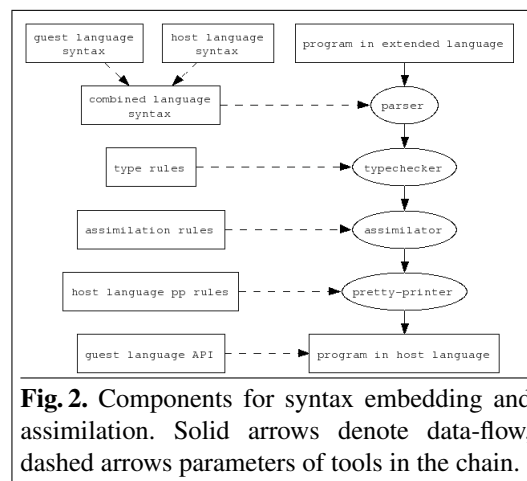 guest language
syntax
host language
syntax
program in extended language
combined language
syntax
parser
type rules
typechecker
assimilation rules
assimilator
host language pp rules
pretty-printer
guest language API
program in host language
Fig. 2. Components for syntax embedding and
assimilation. Solid arrows denote data-flow,
dashed arrows parameters of tools in the chain.